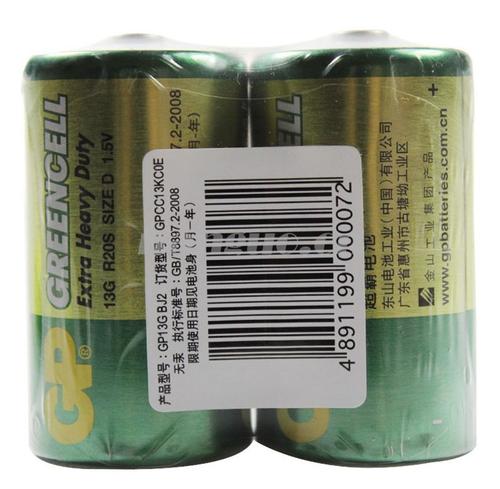 GP®
GREENCELL
Extra Heavy Duty
13G R20S SIZE D 1.5V
7.2-2008
(月-年)
产品型号:GP13G BJ2 订货型号:GPCC13KC0E
无汞 执行标准号:GB/T8897.2-2008
限期使用日期见电池身(月一年)
4 891199 000072
超霸电池
东山电池工业(中国)有限公司
广东省惠州市古塘坳工业区
金山工业集团产品
www.gpbatteries.com.cn
+